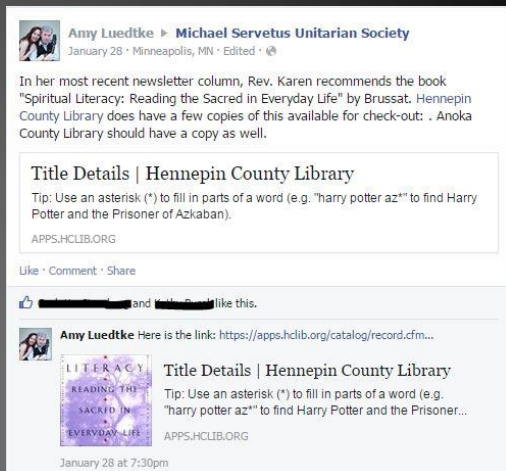 Amy Luedtke ▸ Michael Servetus Unitarian Society
January 28 · Minneapolis, MN · Edited ·
In her most recent newsletter column, Rev. Karen recommends the book
"Spiritual Literacy: Reading the Sacred in Everyday Life" by Brussat. Hennepin
County Library does have a few copies of this available for check-out: . Anoka
County Library should have a copy as well.
Title Details | Hennepin County Library
Tip: Use an asterisk (*) to fill in parts of a word (e.g. "harry potter az*" to find Harry
Potter and the Prisoner of Azkaban).
APPS.HCLIB.ORG
Like · Comment · Share
and like this.
Amy Luedtke Here is the link: https://apps.hclib.org/catalog/record.cfm...
LITERACY
READING THE
SACRED IN
EVERYDAY LIFE
Title Details | Hennepin County Library
Tip: Use an asterisk (*) to fill in parts of a word (e.g.
"harry potter az*" to find Harry Potter and the Prisoner...
APPS.HCLIB.ORG
January 28 at 7:30pm